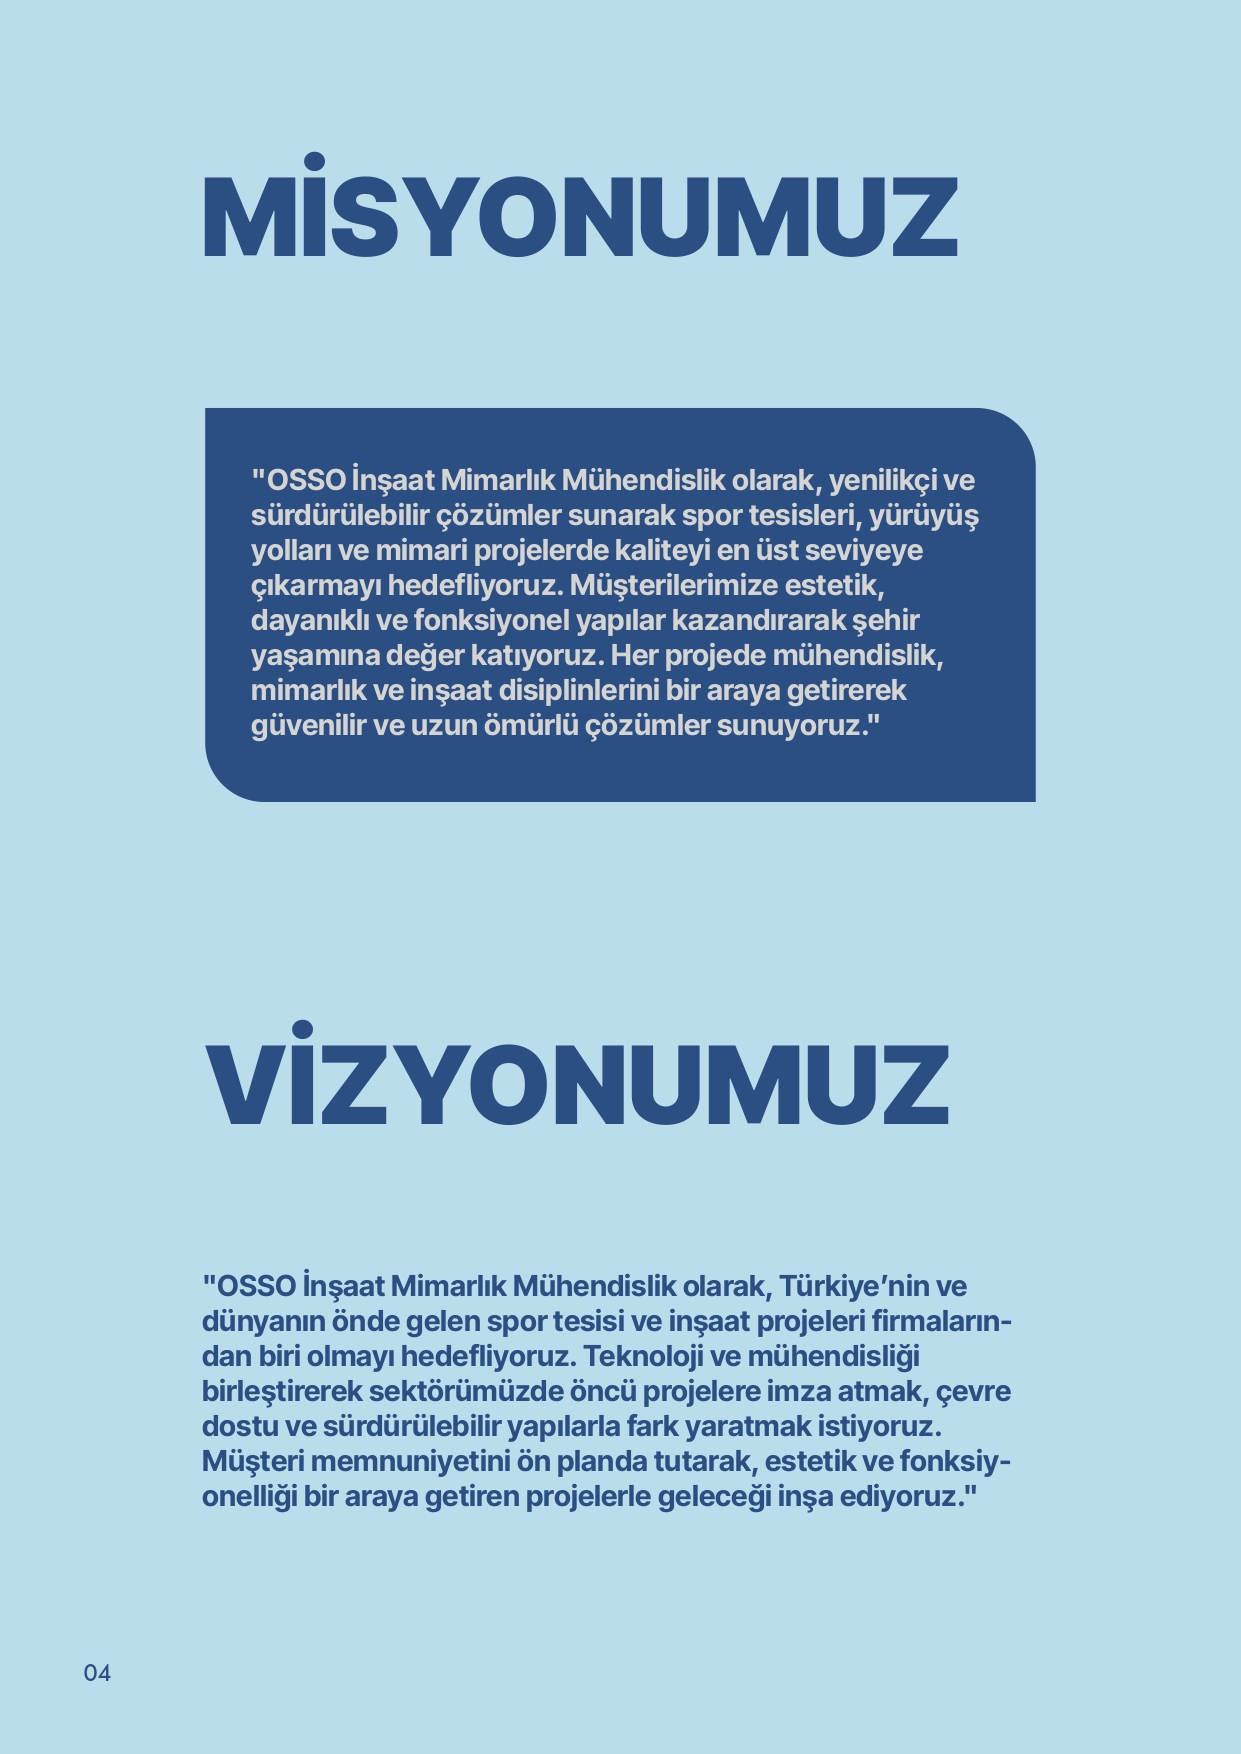 MİSYONUMUZ
"OSSO İnşaat Mimarlık Mühendislik olarak, yenilikçi ve
sürdürülebilir çözümler sunarak spor tesisleri, yürüyüş
yolları ve mimari projelerde kaliteyi en üst seviyeye
çıkarmayı hedefliyoruz. Müşterilerimize estetik,
dayanıklı ve fonksiyonel yapılar kazandırarak şehir
yaşamına değer katıyoruz. Her projede mühendislik,
mimarlık ve inşaat disiplinlerini bir araya getirerek
güvenilir ve uzun ömürlü çözümler sunuyoruz."
VİZYONUMUZ
"OSSO İnşaat Mimarlık Mühendislik olarak, Türkiye’nin ve
dünyanın önde gelen spor tesisi ve inşaat projeleri firmaların-
dan biri olmayı hedefliyoruz. Teknoloji ve mühendisliği
birleştirerek sektörümüzde öncü projelere imza atmak, çevre
dostu ve sürdürülebilir yapılarla fark yaratmak istiyoruz.
Müşteri memnuniyetini ön planda tutarak, estetik ve fonksiy-
onelliği bir araya getiren projelerle geleceği inşa ediyoruz."
04